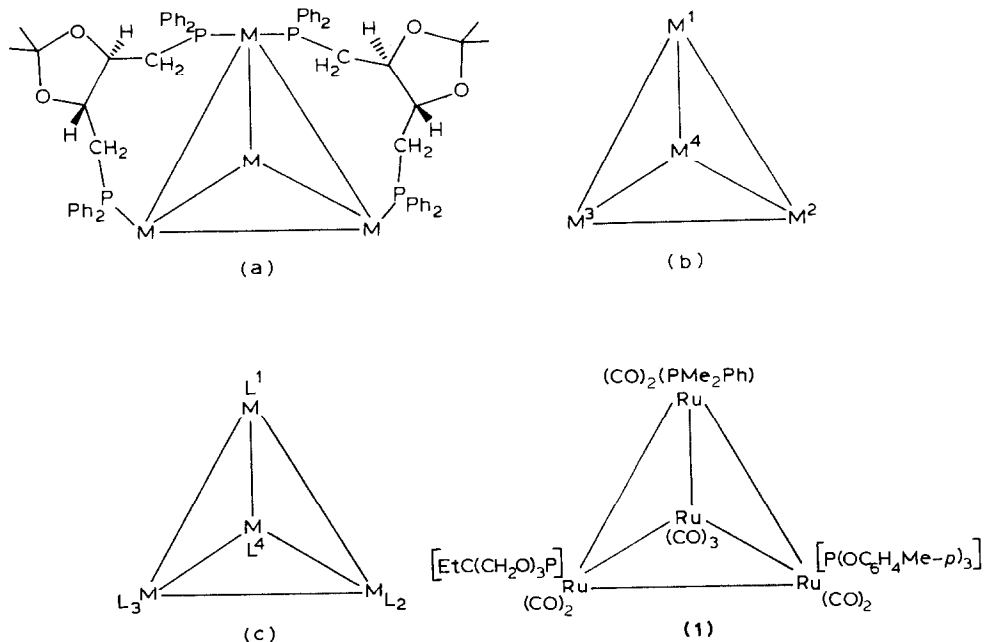 Ph₂ Ph₂ Ph₂
O H P—M—P H O
CH₂ H₂C
O H H O
CH₂ CH₂
M
P P
Ph₂ Ph₂
M M
(a)
M¹
M⁴
M³ M²
(b)
L¹
M
M
L⁴
L₃M ML₂
(c)
(CO)₂(PMe₂Ph)
Ru
Ru
(CO)₃
[EtC(CH₂O)₃P] [P(OC₆H₄Me-p)₃]
Ru Ru
(CO)₂ (CO)₂
(1)